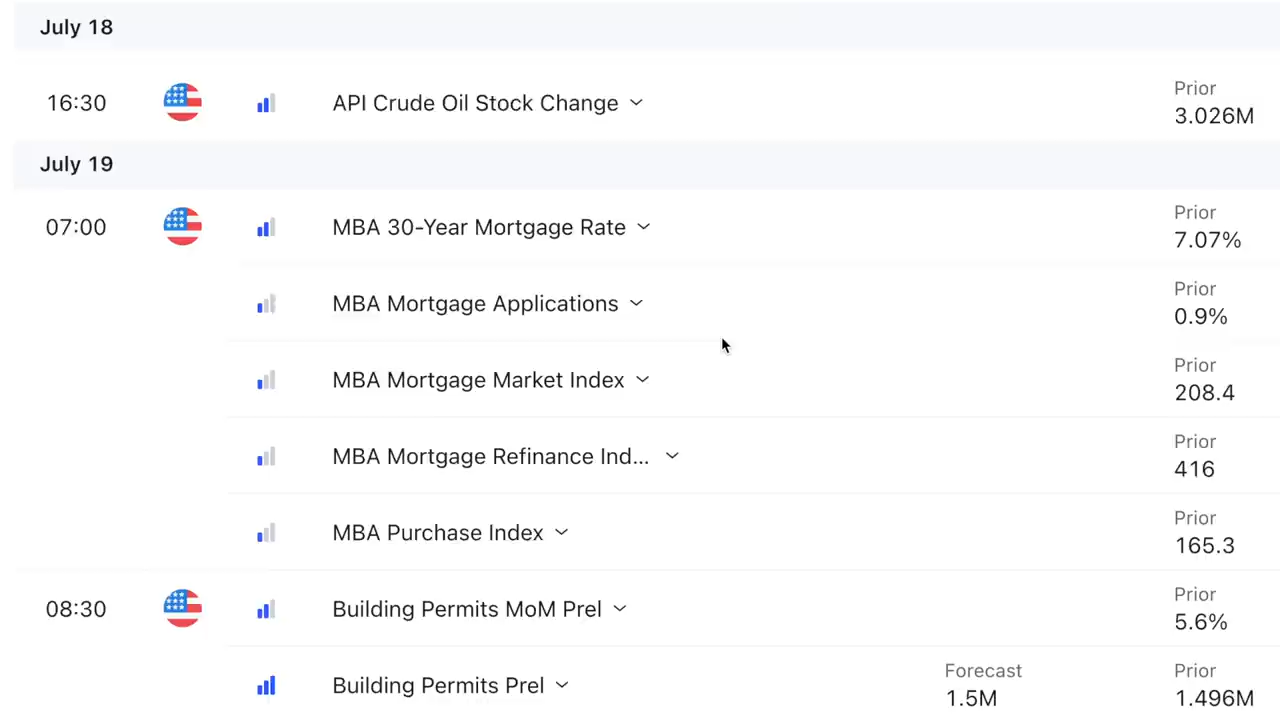 July 18
16:30 API Crude Oil Stock Change Prior
3.026M
July 19
07:00 MBA 30-Year Mortgage Rate Prior
7.07%
MBA Mortgage Applications Prior
0.9%
MBA Mortgage Market Index Prior
208.4
MBA Mortgage Refinance Ind... Prior
416
MBA Purchase Index Prior
165.3
08:30 Building Permits MoM Prel Prior
5.6%
Building Permits Prel Forecast Prior
1.5M 1.496M